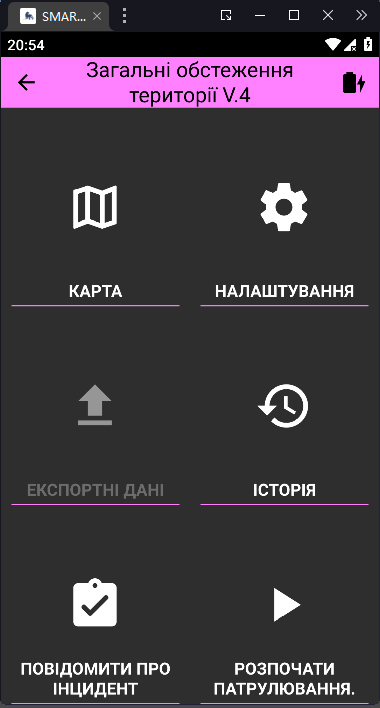 SMAR...
20:54
Загальні обстеження
території V.4
КАРТА
НАЛАШТУВАННЯ
ЕКСПОРТНІ ДАНІ
ІСТОРІЯ
ПОВІДОМИТИ ПРО
ІНЦИДЕНТ
РОЗПОЧАТИ
ПАТРУЛЮВАННЯ.